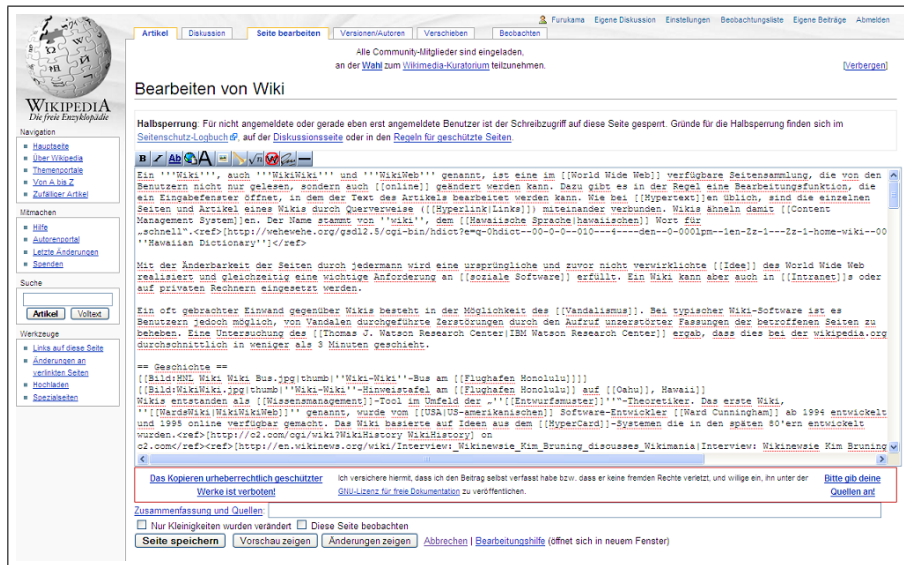 Furukama Eigene Diskussion Einstellungen Beobachtungsliste Eigene Beiträge Abmelden
Artikel Diskussion Seite bearbeiten Versionen/Autoren Verschieben Beobachten
Alle Community-Mitglieder sind eingeladen,
an der Wahl zum Wikimedia-Kuratorium teilzunehmen.
[Verbergen]
WIKIPEDIA
Die freie Enzyklopädie
Navigation
Hauptseite
Über Wikipedia
Themenportale
Von A bis Z
Zufälliger Artikel
Mitmachen
Hilfe
Autorenportal
Letzte Änderungen
Spenden
Suche
Artikel Volltext
Werkzeuge
Links auf diese Seite
Änderungen an
verlinkten Seiten
Hochladen
Spezialseiten
Bearbeiten von Wiki
Halbsperrung: Für nicht angemeldete oder gerade eben erst angemeldete Benutzer ist der Schreibzugriff auf diese Seite gesperrt. Gründe für die Halbsperrung finden sich im
Seitenschutz-Logbuch, auf der Diskussionsseite oder in den Regeln für geschützte Seiten.
B I Ab A √n W
Ein '''Wiki''', auch '''WikiWiki''' und '''WikiWeb''' genannt, ist eine im [[World Wide Web]] verfügbare Seitensammlung, die von den
Benutzern nicht nur gelesen, sondern auch [[online]] geändert werden kann. Dazu gibt es in der Regel eine Bearbeitungsfunktion, die
ein Eingabefenster öffnet, in dem der Text des Artikels bearbeitet werden kann. Wie bei [[Hypertext]]en üblich, sind die einzelnen
Seiten und Artikel eines Wikis durch Querverweise ([[Hyperlink|Links]]) miteinander verbunden. Wikis ähneln damit [[Content
Management System]]en. Der Name stammt von ''wiki'', dem [[Hawaiische Sprache|hawaiischen]] Wort für
„schnell“.<ref>[http://wehewehe.org/gsdl2.5/cgi-bin/hdict?e=q-0hdict--00-0-0--010---4----den--0-000lpm--1en-Zz-1---Zz-1-home-wiki--00
''Hawaiian Dictionary'']</ref>
Mit der Änderbarkeit der Seiten durch jedermann wird eine ursprüngliche und zuvor nicht verwirklichte [[Idee]] des World Wide Web
realisiert und gleichzeitig eine wichtige Anforderung an [[soziale Software]] erfüllt. Ein Wiki kann aber auch in [[Intranet]]s oder
auf privaten Rechnern eingesetzt werden.
Ein oft gebrachter Einwand gegenüber Wikis besteht in der Möglichkeit des [[Vandalismus]]. Bei typischer Wiki-Software ist es
Benutzern jedoch möglich, von Vandalen durchgeführte Zerstörungen durch den Aufruf unzerstörter Fassungen der betroffenen Seiten zu
beheben. Eine Untersuchung des [[Thomas J. Watson Research Center|IBM Watson Research Center]] ergab, dass dies bei der wikipedia.org
durchschnittlich in weniger als 3 Minuten geschieht.
== Geschichte ==
[[Bild:HNL Wiki Wiki Bus.jpg|thumb|''Wiki-Wiki''-Bus am [[Flughafen Honolulu]]]]
[[Bild:WikiWiki.jpg|thumb|''Wiki-Wiki''-Hinweistafel am [[Flughafen Honolulu]] auf [[Oahu]], Hawaii]]
Wikis entstanden als [[Wissensmanagement]]-Tool im Umfeld der „''[[Entwurfsmuster]]''“-Theoretiker. Das erste Wiki,
''[[WardsWiki|WikiWikiWeb]]'' genannt, wurde vom [[USA|US-amerikanischen]] Software-Entwickler [[Ward Cunningham]] ab 1994 entwickelt
und 1995 online verfügbar gemacht. Das Wiki basierte auf Ideen aus dem [[HyperCard]]-Systemen die in den späten 80'ern entwickelt
wurden.<ref>[http://c2.com/cgi/wiki?WikiHistory WikiHistory] on
c2.com</ref><ref>[http://en.wikinews.org/wiki/Interview:_Wikinewsie_Kim_Bruning_discusses_Wikimania|Interview: Wikinewsie Kim Bruning
Das Kopieren urheberrechtlich geschützter
Werke ist verboten!
Ich versichere hiermit, dass ich den Beitrag selbst verfasst habe bzw. dass er keine fremden Rechte verletzt, und willige ein, ihn unter der
GNU-Lizenz für freie Dokumentation zu veröffentlichen.
Bitte gib deine
Quellen an!
Zusammenfassung und Quellen:
Nur Kleinigkeiten wurden verändert Diese Seite beobachten
Seite speichern Vorschau zeigen Änderungen zeigen Abbrechen | Bearbeitungshilfe (öffnet sich in neuem Fenster)